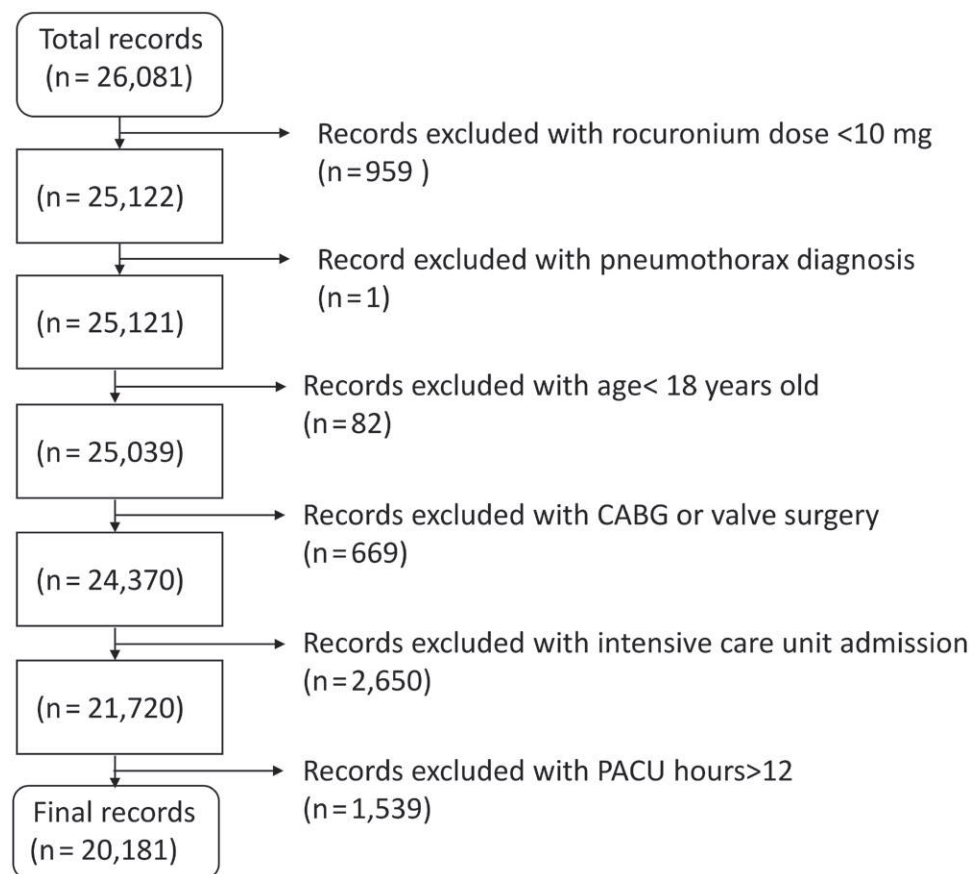 Total records
(n = 26,081)
Records excluded with rocuronium dose <10 mg
(n = 959 )
(n = 25,122)
Record excluded with pneumothorax diagnosis
(n = 1)
(n = 25,121)
Records excluded with age< 18 years old
(n = 82)
(n = 25,039)
Records excluded with CABG or valve surgery
(n = 669)
(n = 24,370)
Records excluded with intensive care unit admission
(n = 2,650)
(n = 21,720)
Records excluded with PACU hours>12
(n = 1,539)
Final records
(n = 20,181)